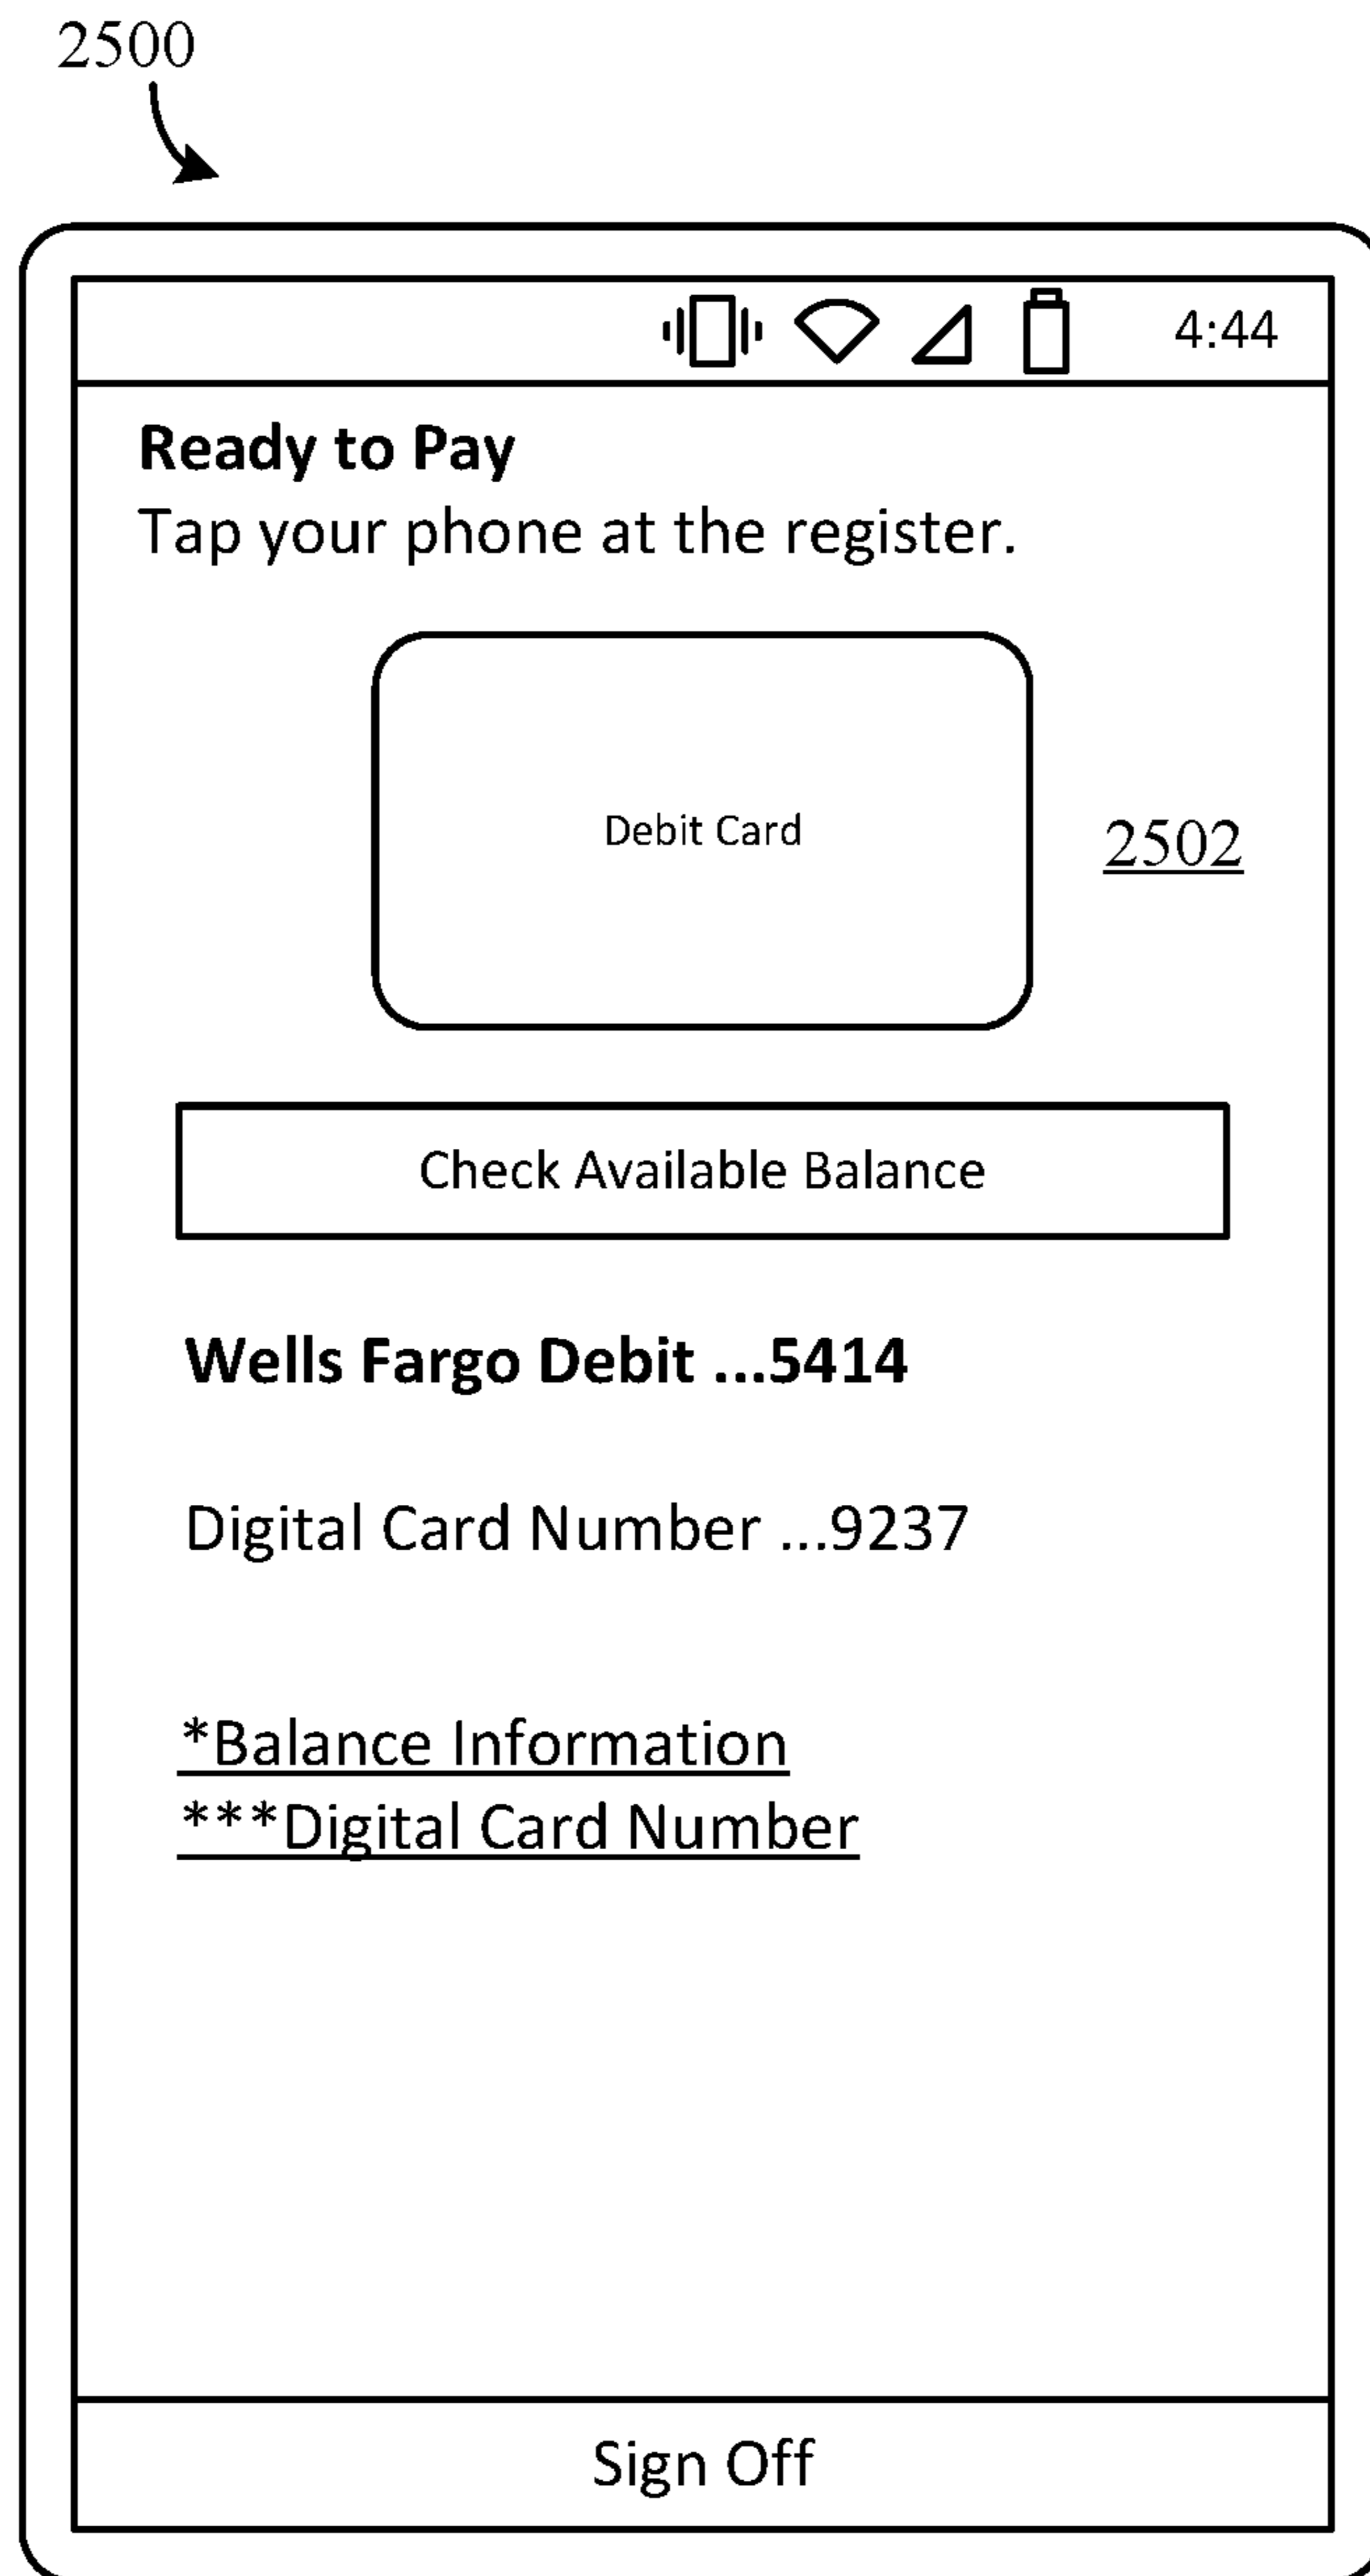 2500
4:44
Ready to Pay
Tap your phone at the register.
Debit Card
2502
Check Available Balance
Wells Fargo Debit ...5414
Digital Card Number ...9237
*Balance Information
***Digital Card Number
Sign Off